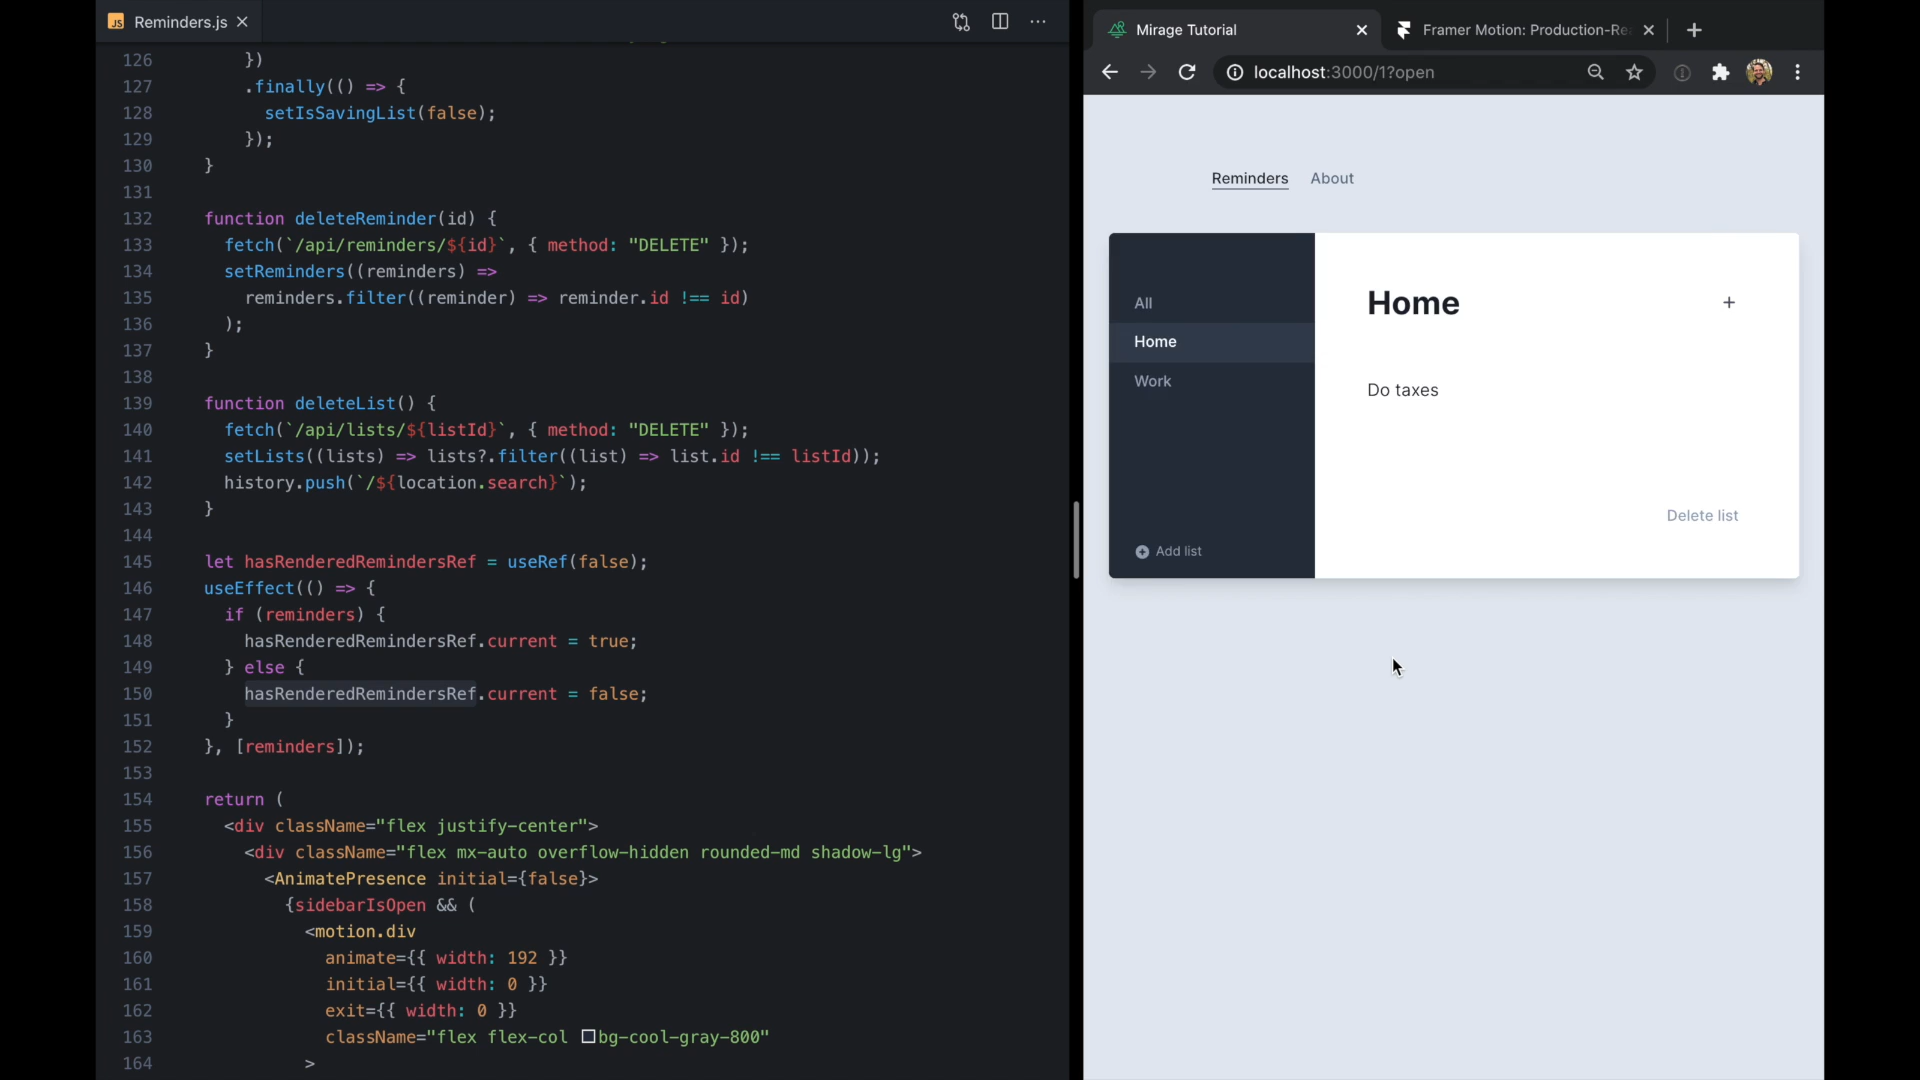 JS Reminders.js
126 })
127 .finally(() => {
128 setIsSavingList(false);
129 });
130 }
131
132 function deleteReminder(id) {
133 fetch(`/api/reminders/${id}`, { method: "DELETE" });
134 setReminders((reminders) =>
135 reminders.filter((reminder) => reminder.id !== id)
136 );
137 }
138
139 function deleteList() {
140 fetch(`/api/lists/${listId}`, { method: "DELETE" });
141 setLists((lists) => lists?.filter((list) => list.id !== listId));
142 history.push(`/${location.search}`);
143 }
144
145 let hasRenderedRemindersRef = useRef(false);
146 useEffect(() => {
147 if (reminders) {
148 hasRenderedRemindersRef.current = true;
149 } else {
150 hasRenderedRemindersRef.current = false;
151 }
152 }, [reminders]);
153
154 return (
155 <div className="flex justify-center">
156 <div className="flex mx-auto overflow-hidden rounded-md shadow-lg">
157 <AnimatePresence initial={false}>
158 {sidebarIsOpen && (
159 <motion.div
160 animate={{ width: 192 }}
161 initial={{ width: 0 }}
162 exit={{ width: 0 }}
163 className="flex flex-col bg-cool-gray-800"
164 >
Mirage Tutorial
Framer Motion: Production-Re
localhost:3000/1?open
Reminders About
All
Home
Work
Add list
Home +
Do taxes
Delete list